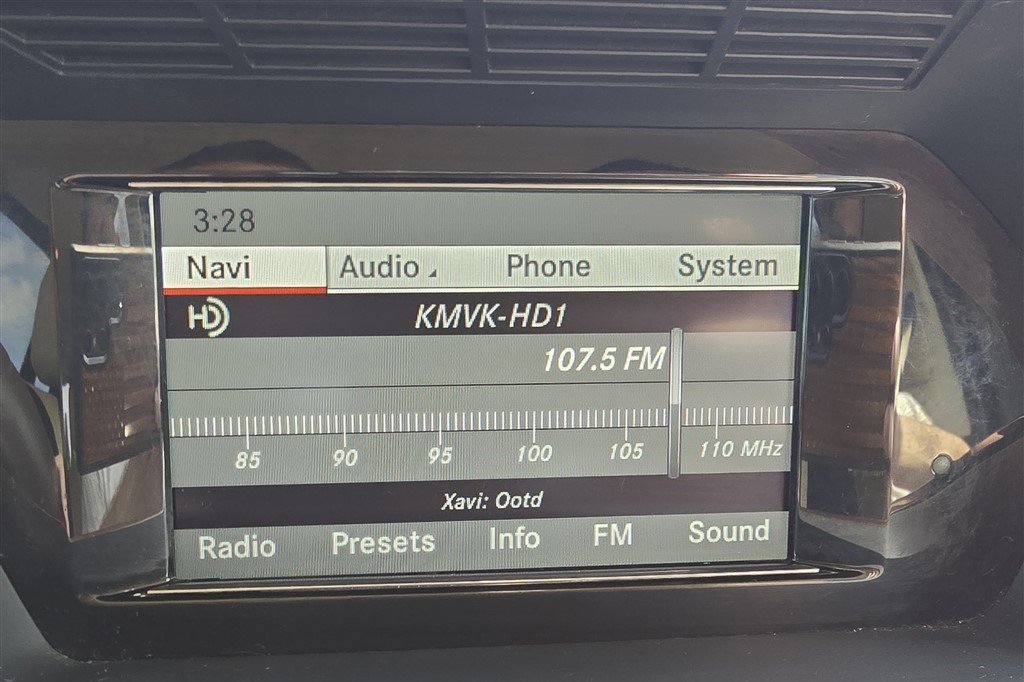 3:28
Navi Audio Phone System
HD KMVK-HD1
107.5 FM
85 90 95 100 105 110 MHz
Xavi: Ootd
Radio Presets Info FM Sound